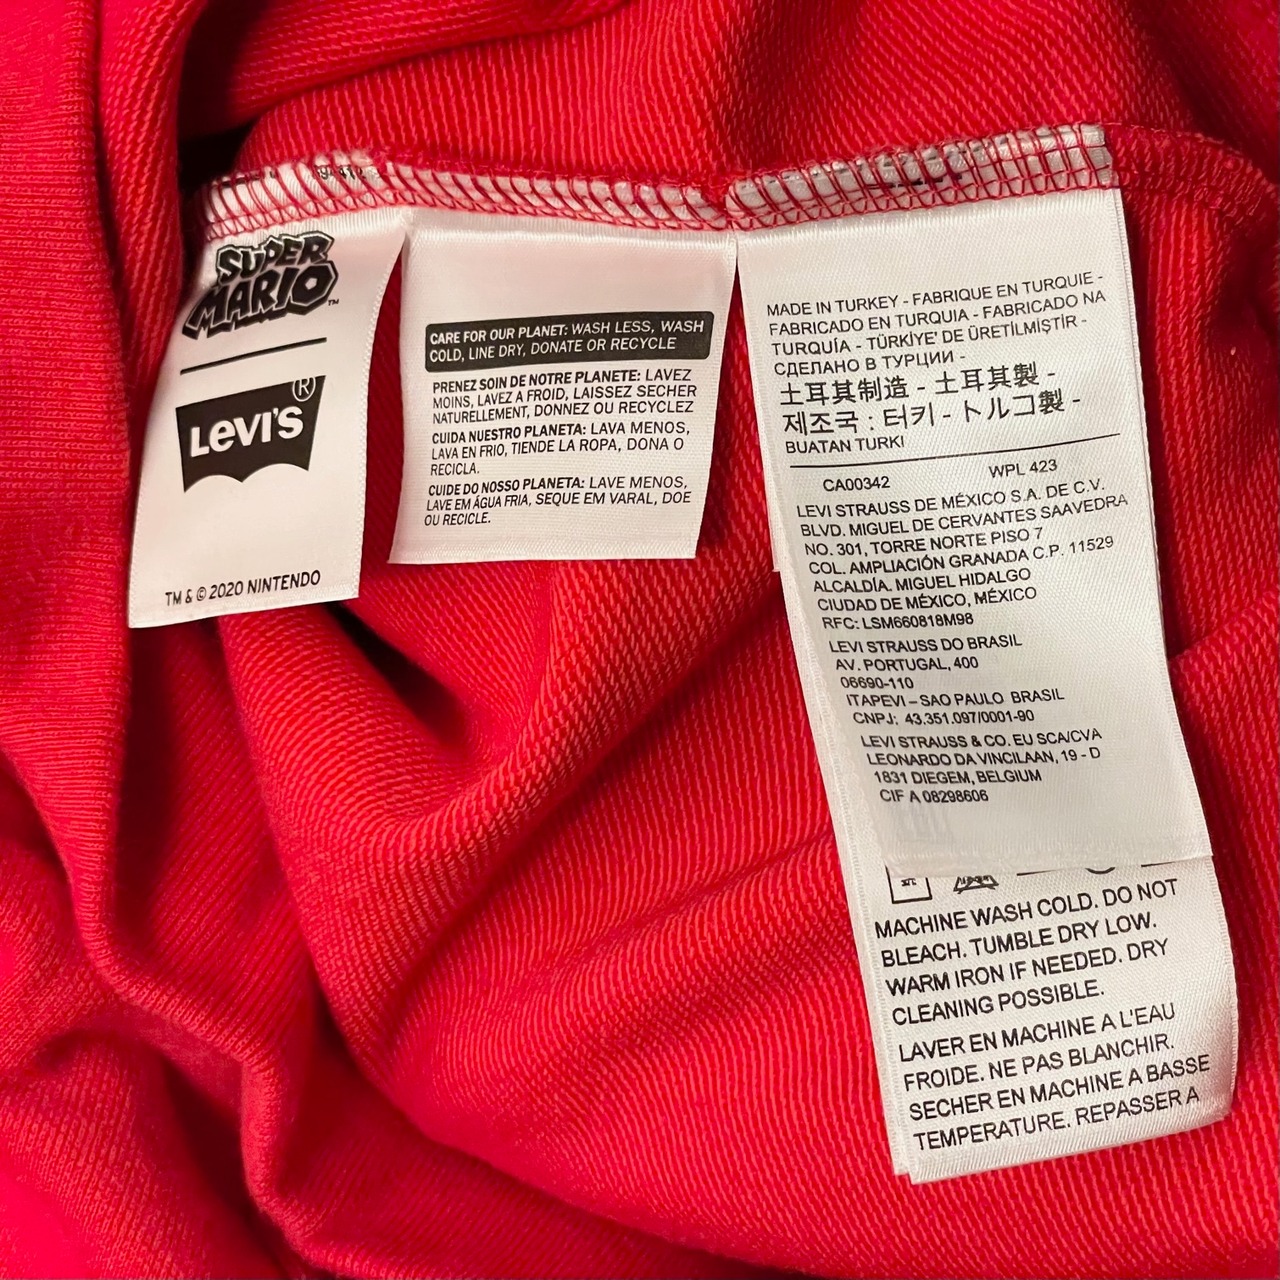 SUPER
MARIO™
Levi's®
TM & © 2020 NINTENDO
CARE FOR OUR PLANET: WASH LESS, WASH
COLD, LINE DRY, DONATE OR RECYCLE
PRENEZ SOIN DE NOTRE PLANETE: LAVEZ
MOINS, LAVEZ A FROID, LAISSEZ SECHER
NATURELLEMENT, DONNEZ OU RECYCLEZ
CUIDA NUESTRO PLANETA: LAVA MENOS,
LAVA EN FRIO, TIENDE LA ROPA, DONA O
RECICLA.
CUIDE DO NOSSO PLANETA: LAVE MENOS,
LAVE EM ÁGUA FRIA, SEQUE EM VARAL, DOE
OU RECICLE.
MADE IN TURKEY - FABRIQUE EN TURQUIE -
FABRICADO EN TURQUIA - FABRICADO NA
TURQUÍA - TÜRKİYE' DE ÜRETİLMİŞTİR -
СДЕЛАНО В ТУРЦИИ -
土耳其制造 - 土耳其製 -
제조국 : 터키 - トルコ製 -
BUATAN TURKI
CA00342 WPL 423
LEVI STRAUSS DE MÉXICO S.A. DE C.V.
BLVD. MIGUEL DE CERVANTES SAAVEDRA
NO. 301, TORRE NORTE PISO 7
COL. AMPLIACIÓN GRANADA C.P. 11529
ALCALDÍA. MIGUEL HIDALGO
CIUDAD DE MÉXICO, MÉXICO
RFC: LSM660818M98
LEVI STRAUSS DO BRASIL
AV. PORTUGAL, 400
06690-110
ITAPEVI – SAO PAULO BRASIL
CNPJ: 43.351.097/0001-90
LEVI STRAUSS & CO. EU SCA/CVA
LEONARDO DA VINCILAAN, 19 - D
1831 DIEGEM, BELGIUM
CIF A 08298606
MACHINE WASH COLD. DO NOT
BLEACH. TUMBLE DRY LOW.
WARM IRON IF NEEDED. DRY
CLEANING POSSIBLE.
LAVER EN MACHINE A L'EAU
FROIDE. NE PAS BLANCHIR.
SECHER EN MACHINE A BASSE
TEMPERATURE. REPASSER A